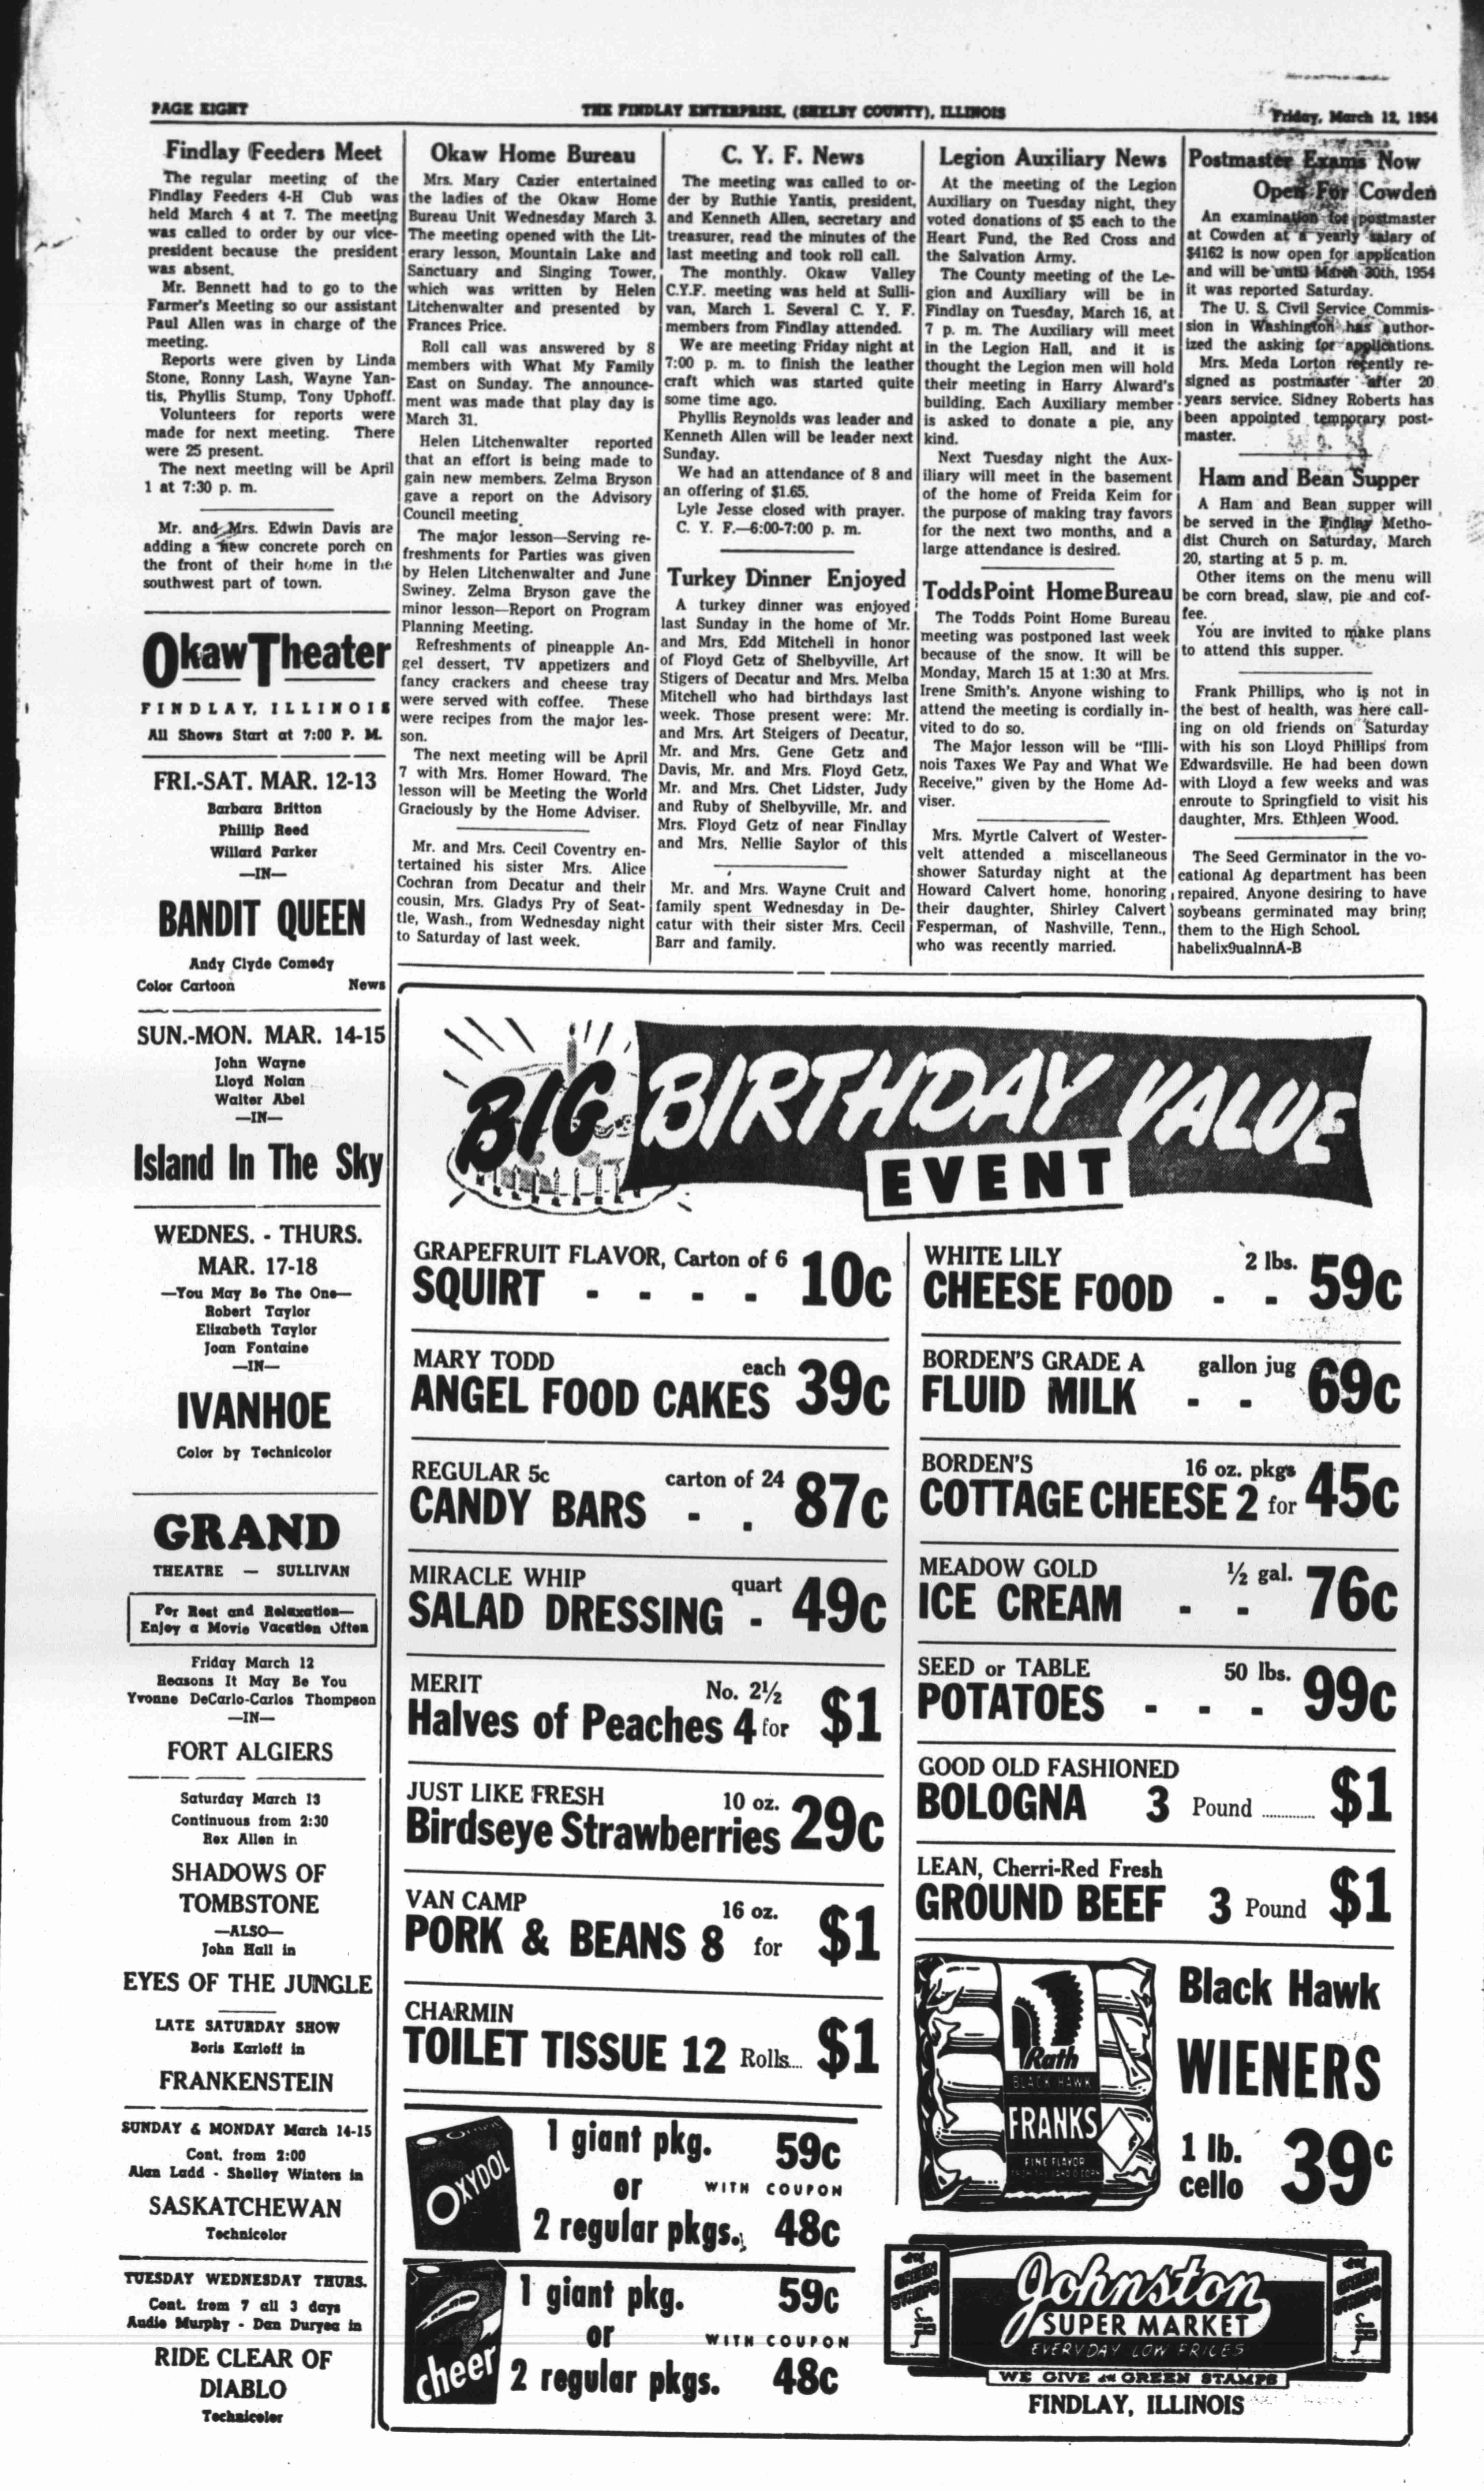 PAGE EIGHT
THE FINDLAY ENTERPRISE, (SHELBY COUNTY), ILLINOIS
Friday, March 12, 1954
Findlay Feeders Meet
The regular meeting of the
Findlay Feeders 4-H Club was
held March 4 at 7. The meeting
was called to order by our vice-
president because the president
was absent.
Mr. Bennett had to go to the
Farmer's Meeting so our assistant
Paul Allen was in charge of the
meeting.
Reports were given by Linda
Stone, Ronny Lash, Wayne Yan-
tis, Phyllis Stump, Tony Uphoff.
Volunteers for reports were
made for next meeting. There
were 25 present.
The next meeting will be April
1 at 7:30 p. m.
Mr. and Mrs. Edwin Davis are
adding a new concrete porch on
the front of their home in the
southwest part of town.
Okaw Theater
FINDLAY, ILLINOIS
All Shows Start at 7:00 P. M.
FRI.-SAT. MAR. 12-13
Barbara Britton
Phillip Reed
Willard Parker
—IN—
BANDIT QUEEN
Andy Clyde Comedy
Color Cartoon News
SUN.-MON. MAR. 14-15
John Wayne
Lloyd Nolan
Walter Abel
—IN—
Island In The Sky
WEDNES. - THURS.
MAR. 17-18
—You May Be The One—
Robert Taylor
Elizabeth Taylor
Joan Fontaine
—IN—
IVANHOE
Color by Technicolor
GRAND
THEATRE — SULLIVAN
For Rest and Relaxation—
Enjoy a Movie Vacation Often
Friday March 12
Reasons It May Be You
Yvonne DeCarlo-Carlos Thompson
—IN—
FORT ALGIERS
Saturday March 13
Continuous from 2:30
Rex Allen in
SHADOWS OF
TOMBSTONE
—ALSO—
John Hall in
EYES OF THE JUNGLE
LATE SATURDAY SHOW
Boris Karloff in
FRANKENSTEIN
SUNDAY & MONDAY March 14-15
Cont. from 2:00
Alan Ladd - Shelley Winters in
SASKATCHEWAN
Technicolor
TUESDAY WEDNESDAY THURS.
Cont. from 7 all 3 days
Audie Murphy - Dan Duryea in
RIDE CLEAR OF
DIABLO
Technicolor
Okaw Home Bureau
Mrs. Mary Cazier entertained
the ladies of the Okaw Home
Bureau Unit Wednesday March 3.
The meeting opened with the Lit-
erary lesson, Mountain Lake and
Sanctuary and Singing Tower,
which was written by Helen
Litchenwalter and presented by
Frances Price.
Roll call was answered by 8
members with What My Family
East on Sunday. The announce-
ment was made that play day is
March 31.
Helen Litchenwalter reported
that an effort is being made to
gain new members. Zelma Bryson
gave a report on the Advisory
Council meeting
The major lesson—Serving re-
freshments for Parties was given
by Helen Litchenwalter and June
Swiney. Zelma Bryson gave the
minor lesson—Report on Program
Planning Meeting.
Refreshments of pineapple An-
gel dessert, TV appetizers and
fancy crackers and cheese tray
were served with coffee. These
were recipes from the major les-
son.
The next meeting will be April
7 with Mrs. Homer Howard. The
lesson will be Meeting the World
Graciously by the Home Adviser.
Mr. and Mrs. Cecil Coventry en-
tertained his sister Mrs. Alice
Cochran from Decatur and their
cousin, Mrs. Gladys Pry of Seat-
tle, Wash., from Wednesday night
to Saturday of last week.
C. Y. F. News
The meeting was called to or-
der by Ruthie Yantis, president,
and Kenneth Allen, secretary and
treasurer, read the minutes of the
last meeting and took roll call.
The monthly. Okaw Valley
C.Y.F. meeting was held at Sulli-
van, March 1. Several C. Y. F.
members from Findlay attended.
We are meeting Friday night at
7:00 p. m. to finish the leather
craft which was started quite
some time ago.
Phyllis Reynolds was leader and
Kenneth Allen will be leader next
Sunday.
We had an attendance of 8 and
an offering of $1.65.
Lyle Jesse closed with prayer.
C. Y. F.—6:00-7:00 p. m.
Turkey Dinner Enjoyed
A turkey dinner was enjoyed
last Sunday in the home of Mr.
and Mrs. Edd Mitchell in honor
of Floyd Getz of Shelbyville, Art
Stigers of Decatur and Mrs. Melba
Mitchell who had birthdays last
week. Those present were: Mr.
and Mrs. Art Steigers of Decatur,
Mr. and Mrs. Gene Getz and
Davis, Mr. and Mrs. Floyd Getz,
Mr. and Mrs. Chet Lidster, Judy
and Ruby of Shelbyville, Mr. and
Mrs. Floyd Getz of near Findlay
and Mrs. Nellie Saylor of this
Mr. and Mrs. Wayne Cruit and
family spent Wednesday in De-
catur with their sister Mrs. Cecil
Barr and family.
Legion Auxiliary News
At the meeting of the Legion
Auxiliary on Tuesday night, they
voted donations of $5 each to the
Heart Fund, the Red Cross and
the Salvation Army.
The County meeting of the Le-
gion and Auxiliary will be in
Findlay on Tuesday, March 16, at
7 p. m. The Auxiliary will meet
in the Legion Hall, and it is
thought the Legion men will hold
their meeting in Harry Alward's
building. Each Auxiliary member
is asked to donate a pie, any
kind.
Next Tuesday night the Aux-
iliary will meet in the basement
of the home of Freida Keim for
the purpose of making tray favors
for the next two months, and a
large attendance is desired.
Todds Point Home Bureau
The Todds Point Home Bureau
meeting was postponed last week
because of the snow. It will be
Monday, March 15 at 1:30 at Mrs.
Irene Smith's. Anyone wishing to
attend the meeting is cordially in-
vited to do so.
The Major lesson will be "Illi-
nois Taxes We Pay and What We
Receive," given by the Home Ad-
viser.
Mrs. Myrtle Calvert of Wester-
velt attended a miscellaneous
shower Saturday night at the
Howard Calvert home, honoring
their daughter, Shirley Calvert
Fesperman, of Nashville, Tenn.,
who was recently married.
Postmaster Exams Now
Open For Cowden
An examination for postmaster
at Cowden at a yearly salary of
$4162 is now open for application
and will be until March 30th, 1954
it was reported Saturday.
The U. S. Civil Service Commis-
sion in Washington has author-
ized the asking for applications.
Mrs. Meda Lorton recently re-
signed as postmaster after 20
years service. Sidney Roberts has
been appointed temporary post-
master.
Ham and Bean Supper
A Ham and Bean supper will
be served in the Findlay Metho-
dist Church on Saturday, March
20, starting at 5 p. m.
Other items on the menu will
be corn bread, slaw, pie and cof-
fee.
You are invited to make plans
to attend this supper.
Frank Phillips, who is not in
the best of health, was here call-
ing on old friends on Saturday
with his son Lloyd Phillips from
Edwardsville. He had been down
with Lloyd a few weeks and was
enroute to Springfield to visit his
daughter, Mrs. Ethleen Wood.
The Seed Germinator in the vo-
cational Ag department has been
repaired. Anyone desiring to have
soybeans germinated may bring
them to the High School.
habelix9ualnnA-B
BIG BIRTHDAY VALUE
EVENT
GRAPEFRUIT FLAVOR, Carton of 6
SQUIRT - - - - 10c
MARY TODD each
ANGEL FOOD CAKES 39c
REGULAR 5c carton of 24
CANDY BARS - . 87c
MIRACLE WHIP quart
SALAD DRESSING - 49c
MERIT No. 2½
Halves of Peaches 4 for $1
JUST LIKE FRESH 10 oz.
Birdseye Strawberries 29c
VAN CAMP 16 oz.
PORK & BEANS 8 for $1
CHARMIN
TOILET TISSUE 12 Rolls... $1
OXYDOL
1 giant pkg. 59c
or WITH COUPON
2 regular pkgs., 48c
cheer
1 giant pkg. 59c
or WITH COUPON
2 regular pkgs. 48c
WHITE LILY 2 lbs.
CHEESE FOOD - - 59c
BORDEN'S GRADE A gallon jug
FLUID MILK - - 69c
BORDEN'S 16 oz. pkgs
COTTAGE CHEESE 2 for 45c
MEADOW GOLD ½ gal.
ICE CREAM - - 76c
SEED or TABLE 50 lbs.
POTATOES - - - 99c
GOOD OLD FASHIONED
BOLOGNA 3 Pound ............. $1
LEAN, Cherri-Red Fresh
GROUND BEEF 3 Pound $1
Rath
BLACK HAWK
FRANKS
FINE FLAVOR
Black Hawk
WIENERS
1 lb.
cello 39c
GREEN
STAMPS
Johnston
SUPER MARKET
EVERYDAY LOW PRICES
GREEN
STAMPS
WE GIVE GREEN STAMPS
FINDLAY, ILLINOIS